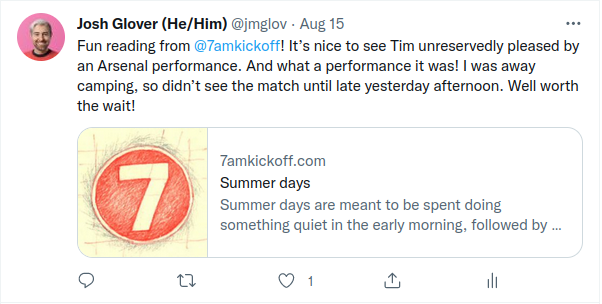 Josh Glover (He/Him) @jmglov · Aug 15
Fun reading from @7amkickoff! It’s nice to see Tim unreservedly pleased by
an Arsenal performance. And what a performance it was! I was away
camping, so didn’t see the match until late yesterday afternoon. Well worth
the wait!
7
7amkickoff.com
Summer days
Summer days are meant to be spent doing
something quiet in the early morning, followed by ...
1